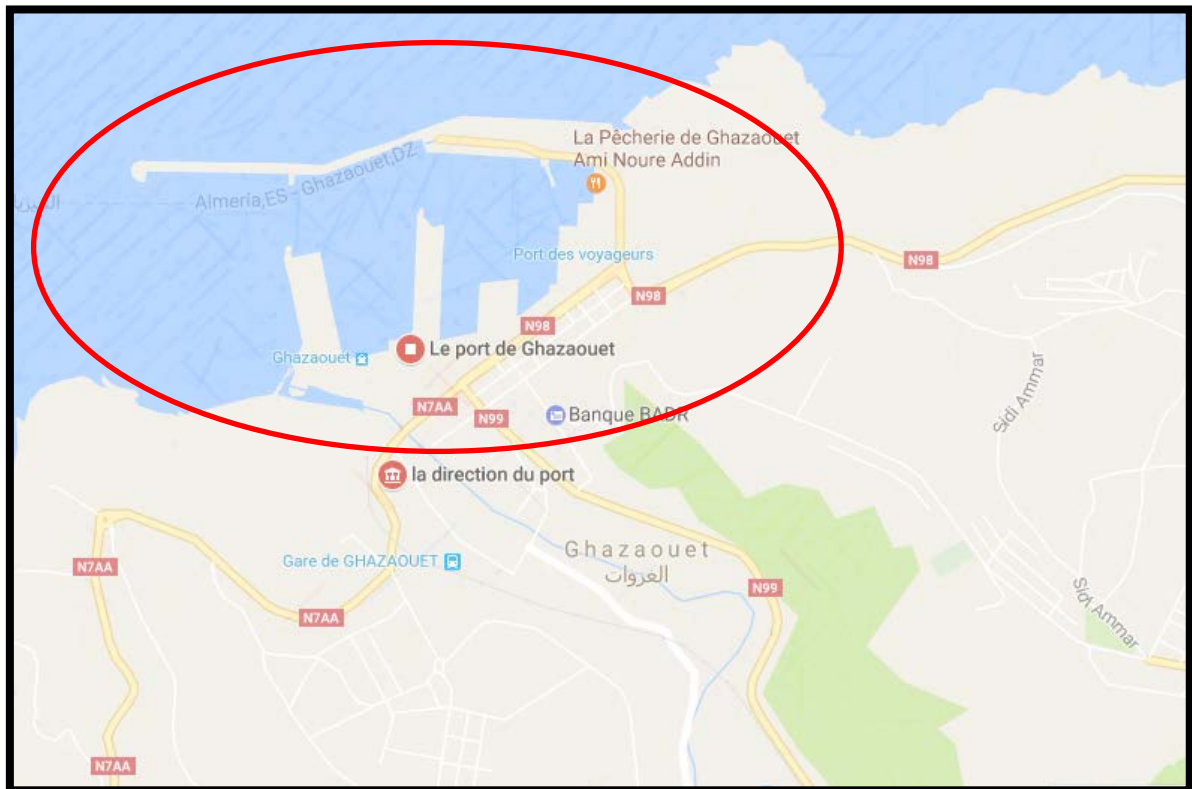 La Pêcherie de Ghazaouet
Ami Noure Addin
Almería,ES - Ghazaouet,DZ
Port des voyageurs
N98
N98
N98
Ghazaouet
Le port de Ghazaouet
N7AA
N99
Banque BADR
Sidi Ammar
la direction du port
Gare de GHAZAOUET
Ghazaouet
الغزوات
N7AA
N99
N7AA
Sidi Ammar
N7AA